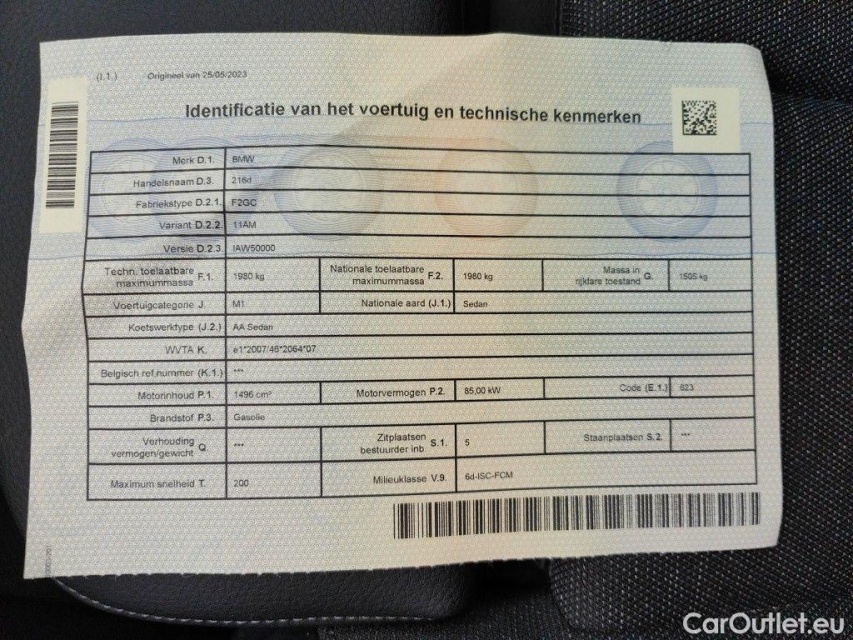 (I.1.) Origineel van 25/05/2023
Identificatie van het voertuig en technische kenmerken
Merk D.1. BMW
Handelsnaam D.3. 216d
Fabriekstype D.2.1. F2GC
Variant D.2.2. 11AM
Versie D.2.3. IAW50000
Techn. toelaatbare maximummassa F.1. 1980 kg Nationale toelaatbare maximummassa F.2. 1980 kg Massa in rijklare toestand G. 1505 kg
Voertuigcategorie J. M1 Nationale aard (J.1.) Sedan
Koetswerktype (J.2.) AA Sedan
WVTA K. e1*2007/46*2064*07
Belgisch ref.nummer (K.1.) ***
Motorinhoud P.1. 1496 cm³ Motorvermogen P.2. 85,00 kW Code (E.1.) 623
Brandstof P.3. Gasolie
Verhouding vermogen/gewicht Q. *** Zitplaatsen bestuurder inb. S.1. 5 Staanplaatsen S.2. ***
Maximum snelheid T. 200 Milieuklasse V.9. 6d-ISC-FCM
CarOutlet.eu